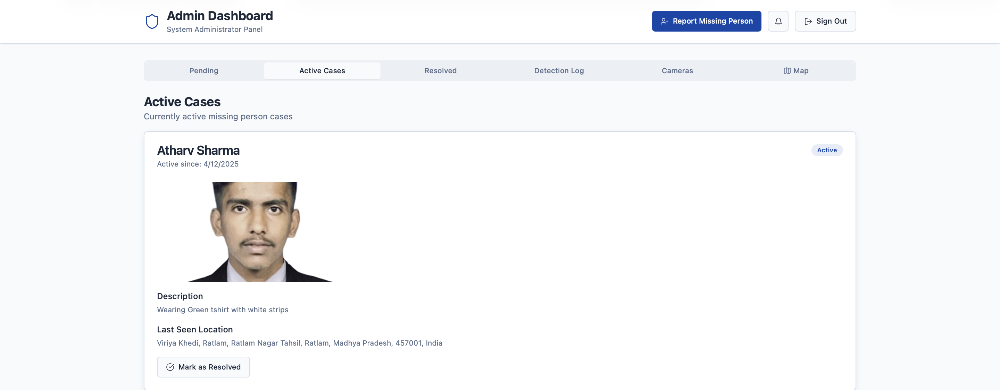 Admin Dashboard
System Administrator Panel
Report Missing Person
Sign Out
Pending
Active Cases
Resolved
Detection Log
Cameras
Map
Active Cases
Currently active missing person cases
Atharv Sharma
Active
Active since: 4/12/2025
Description
Wearing Green tshirt with white strips
Last Seen Location
Viriya Khedi, Ratlam, Ratlam Nagar Tahsil, Ratlam, Madhya Pradesh, 457001, India
Mark as Resolved